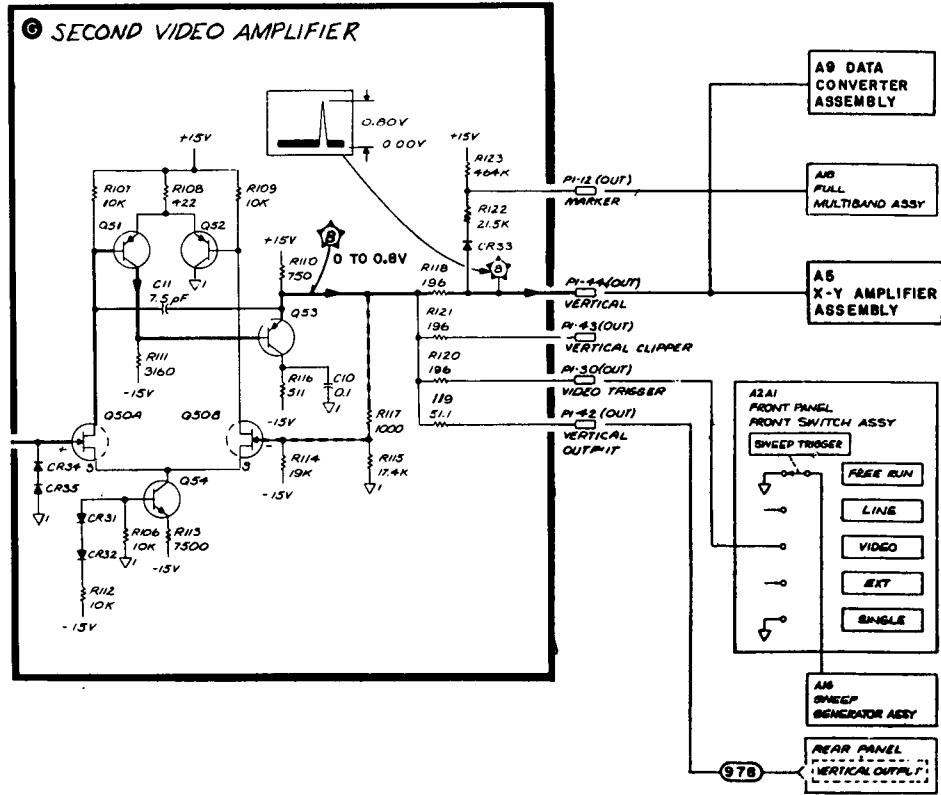 G SECOND VIDEO AMPLIFIER
0.80V
0.00V
+15V
R107
10K
R108
422
R109
10K
Q51
Q52
C11
7.5pF
+15V
R110
750
8
0 TO 0.8V
Q53
R111
3160
-15V
R116
511
-15V
C10
0.1
Q50A
Q50B
+
S
-
S
CR34
CR35
Q54
R114
19K
-15V
R117
1000
R115
17.4K
CR31
CR32
R106
10K
R113
7500
-15V
R112
10K
-15V
+15V
R123
464K
R122
21.5K
CR33
8
R118
196
R121
196
R120
196
119
51.1
P1-12 (OUT)
MARKER
P1-44 (OUT)
VERTICAL
P1-43 (OUT)
VERTICAL CLIPPER
P1-30 (OUT)
VIDEO TRIGGER
P1-42 (OUT)
VERTICAL
OUTPUT
A9 DATA
CONVERTER
ASSEMBLY
FULL
MULTIBAND ASSY
A5
X-Y AMPLIFIER
ASSEMBLY
A2A1
FRONT PANEL
FRONT SWITCH ASSY
SWEEP TRIGGER
FREE RUN
LINE
VIDEO
EXT
SINGLE
SWEEP
GENERATOR ASSY
REAR PANEL
VERTICAL OUTPUT
978